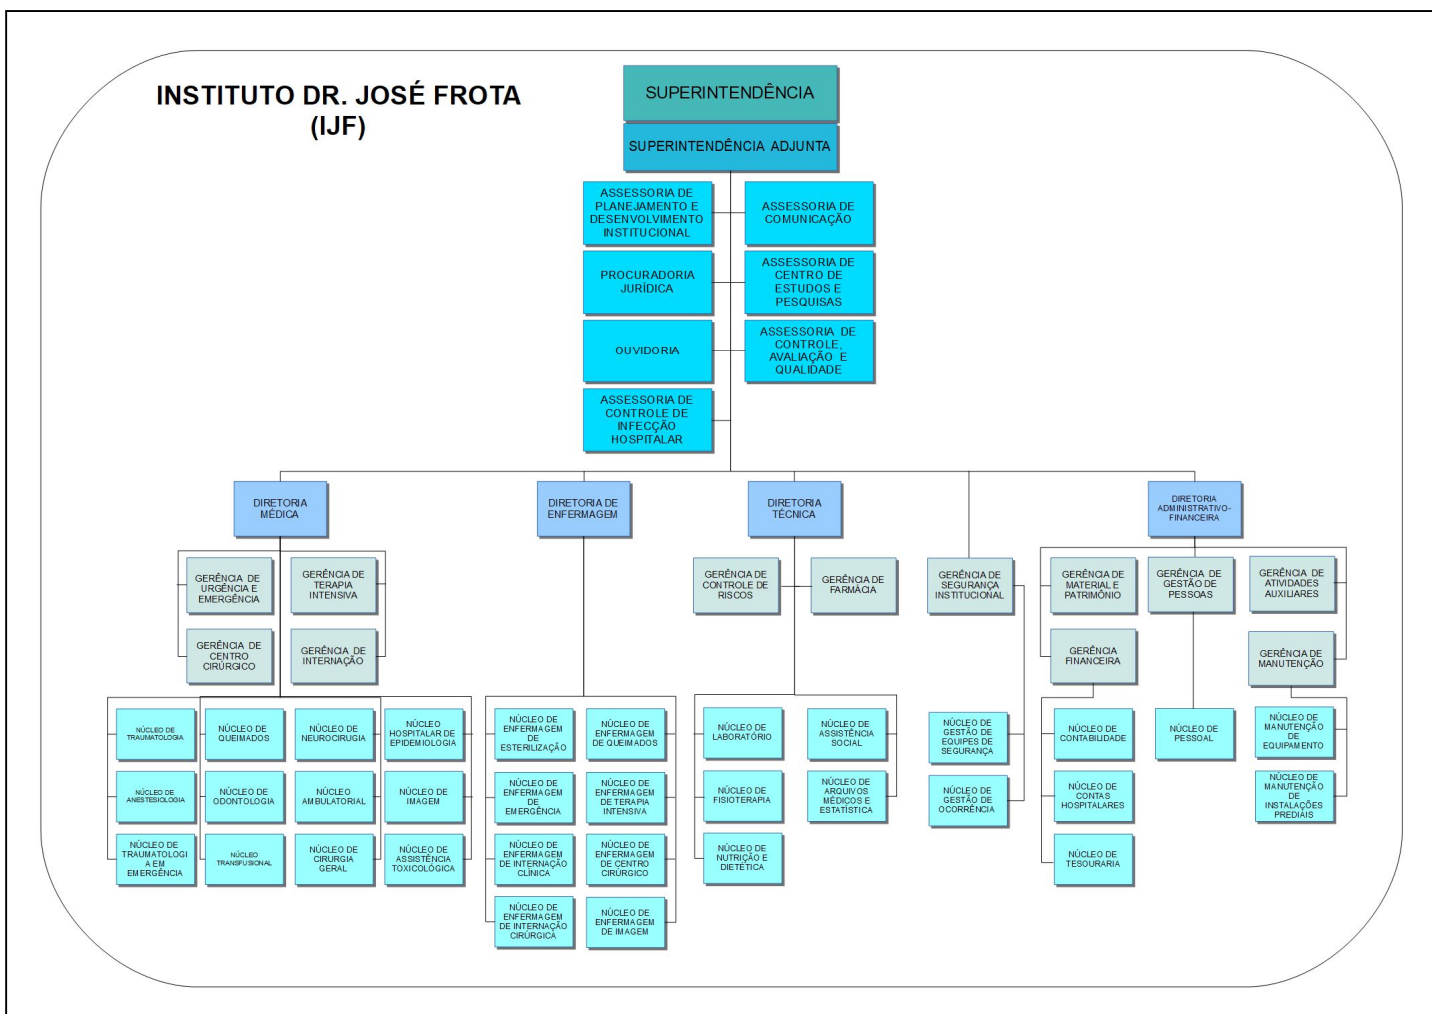 INSTITUTO DR. JOSÉ FROTA
(IJF)
SUPERINTENDÊNCIA
SUPERINTENDÊNCIA ADJUNTA
ASSESSORIA DE
PLANEJAMENTO E
DESENVOLVIMENTO
INSTITUCIONAL
ASSESSORIA DE
COMUNICAÇÃO
PROCURADORIA
JURÍDICA
ASSESSORIA DE
CENTRO DE
ESTUDOS E
PESQUISAS
OUVIDORIA
ASSESSORIA DE
CONTROLE,
AVALIAÇÃO E
QUALIDADE
ASSESSORIA DE
CONTROLE DE
INFECÇÃO
HOSPITALAR
DIRETORIA
MÉDICA
DIRETORIA DE
ENFERMAGEM
DIRETORIA
TÉCNICA
DIRETORIA
ADMINISTRATIVO-
FINANCEIRA
GERÊNCIA DE
URGÊNCIA E
EMERGÊNCIA
GERÊNCIA DE
TERAPIA
INTENSIVA
GERÊNCIA DE
CONTROLE DE
RISCOS
GERÊNCIA DE
FARMÁCIA
GERÊNCIA DE
SEGURANÇA
INSTITUCIONAL
GERÊNCIA DE
MATERIAL E
PATRIMÔNIO
GERÊNCIA DE
GESTÃO DE
PESSOAS
GERÊNCIA DE
ATIVIDADES
AUXILIARES
GERÊNCIA DE
CENTRO
CIRÚRGICO
GERÊNCIA DE
INTERNAÇÃO
GERÊNCIA
FINANCEIRA
GERÊNCIA DE
MANUTENÇÃO
NÚCLEO DE
TRAUMATOLOGIA
NÚCLEO DE
QUEIMADOS
NÚCLEO DE
NEUROCIRUGIA
NÚCLEO
HOSPITALAR DE
EPIDEMIOLOGIA
NÚCLEO DE
ENFERMAGEM
DE
ESTERILIZAÇÃO
NÚCLEO DE
ENFERMAGEM
DE QUEIMADOS
NÚCLEO DE
LABORATÓRIO
NÚCLEO DE
ASSISTÊNCIA
SOCIAL
NÚCLEO DE
GESTÃO DE
EQUIPES DE
SEGURANÇA
NÚCLEO DE
CONTABILIDADE
NÚCLEO DE
PESSOAL
NÚCLEO DE
MANUTENÇÃO
DE
EQUIPAMENTO
NÚCLEO DE
ANESTESIOLOGIA
NÚCLEO DE
ODONTOLOGIA
NÚCLEO
AMBULATORIAL
NÚCLEO DE
IMAGEM
NÚCLEO DE
ENFERMAGEM
DE
EMERGÊNCIA
NÚCLEO DE
ENFERMAGEM
DE TERAPIA
INTENSIVA
NÚCLEO DE
FISIOTERAPIA
NÚCLEO DE
ARQUIVOS
MÉDICOS E
ESTATÍSTICA
NÚCLEO DE
GESTÃO DE
OCORRÊNCIA
NÚCLEO DE
CONTAS
HOSPITALARES
NÚCLEO DE
MANUTENÇÃO
DE
INSTALAÇÕES
PREDIAIS
NÚCLEO DE
TRAUMATOLOGI
A EM
EMERGÊNCIA
NÚCLEO
TRANSFUSIONAL
NÚCLEO DE
CIRURGIA
GERAL
NÚCLEO DE
ASSISTÊNCIA
TOXICOLÓGICA
NÚCLEO DE
ENFERMAGEM
DE INTERNAÇÃO
CLÍNICA
NÚCLEO DE
ENFERMAGEM
DE CENTRO
CIRÚRGICO
NÚCLEO DE
NUTRIÇÃO E
DIETÉTICA
NÚCLEO DE
TESOURARIA
NÚCLEO DE
ENFERMAGEM
DE INTERNAÇÃO
CIRÚRGICA
NÚCLEO DE
ENFERMAGEM
DE IMAGEM